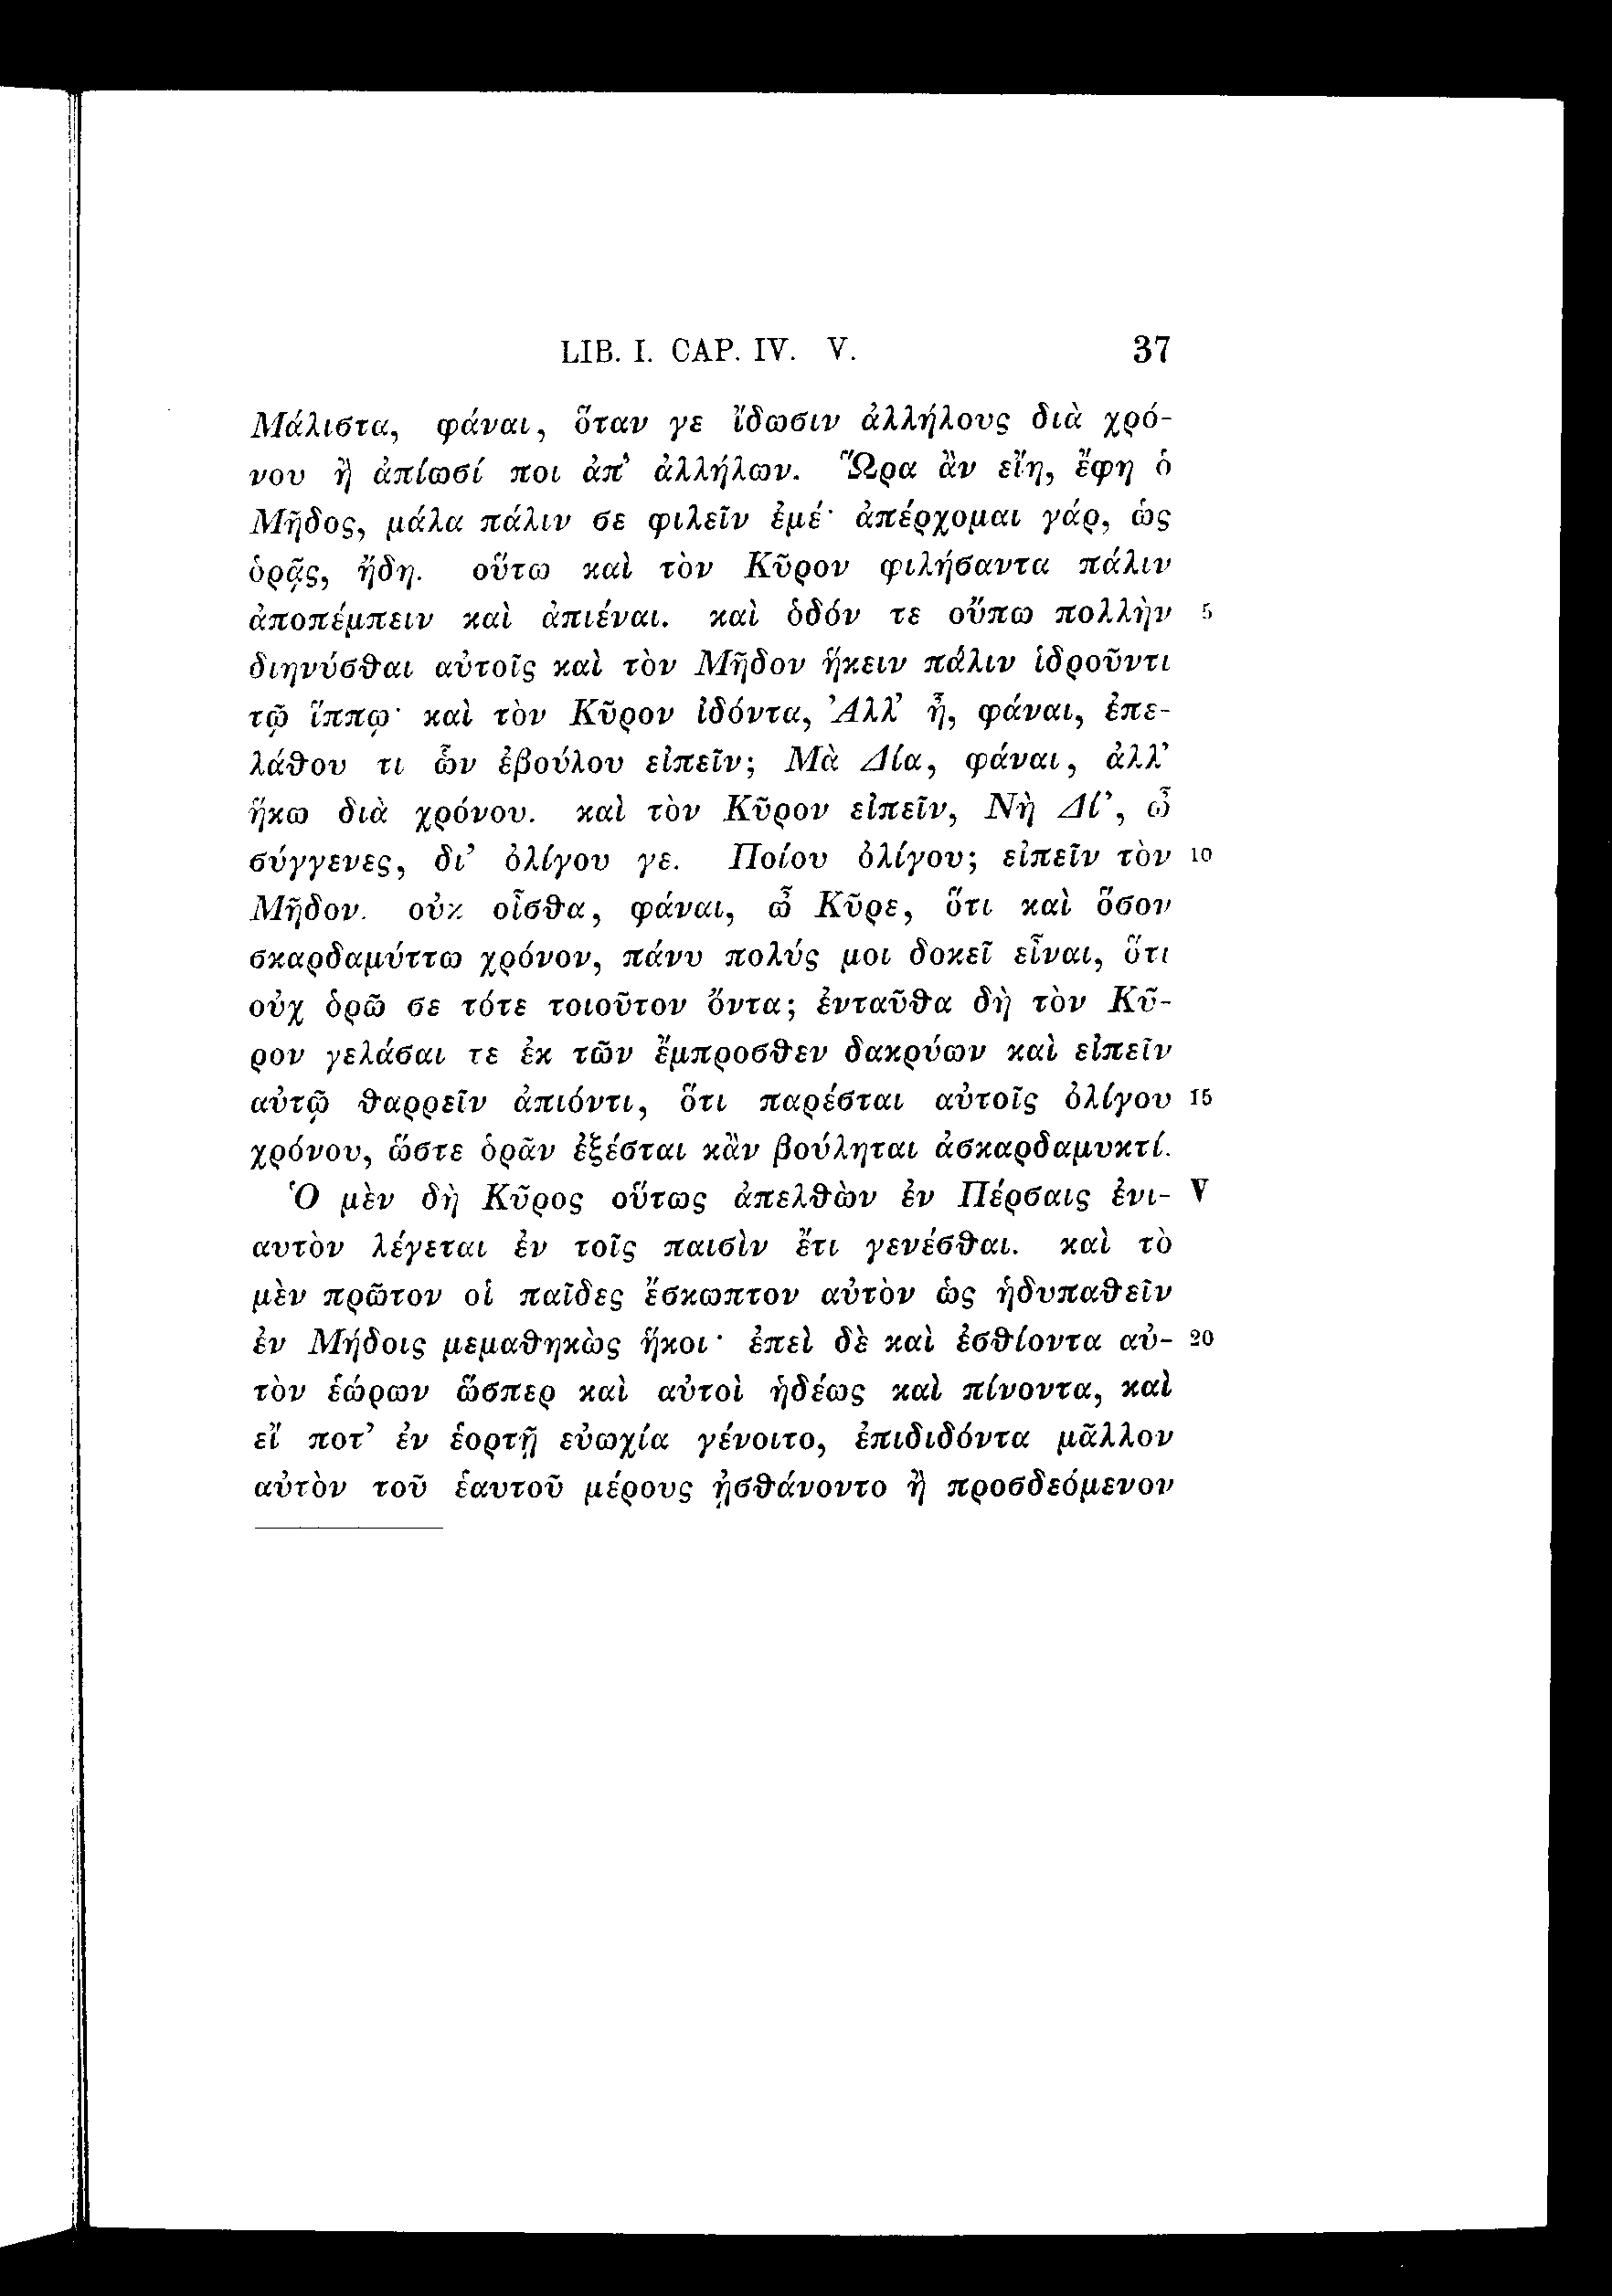 LIB. I. CAP. IV. V. 37
Μάλιστα, φάναι, ὅταν γε ἴδωσιν ἀλλήλους διὰ χρό-
νου ἢ ἀπίωσί ποι ἀπ’ ἀλλήλων. Ὥρα ἂν εἴη, ἔφη ὁ
Μῆδος, μάλα πάλιν σε φιλεῖν ἐμέ· ἀπέρχομαι γάρ, ὡς
ὁρᾷς, ἤδη. οὕτω καὶ τὸν Κῦρον φιλήσαντα πάλιν
ἀποπέμπειν καὶ ἀπιέναι. καὶ ὁδόν τε οὔπω πολλὴν 5
διηνύσθαι αὐτοῖς καὶ τὸν Μῆδον ἥκειν πάλιν ἱδροῦντι
τῷ ἵππῳ· καὶ τὸν Κῦρον ἰδόντα, Ἀλλ’ ἦ, φάναι, ἐπε-
λάθου τι ὧν ἐβούλου εἰπεῖν; Μὰ Δία, φάναι, ἀλλ’
ἥκω διὰ χρόνου. καὶ τὸν Κῦρον εἰπεῖν, Νὴ Δί’, ὦ
σύγγενες, δι’ ὀλίγου γε. Ποίου ὀλίγου; εἰπεῖν τὸν 10
Μῆδον. οὐκ οἶσθα, φάναι, ὦ Κῦρε, ὅτι καὶ ὅσον
σκαρδαμύττω χρόνον, πάνυ πολύς μοι δοκεῖ εἶναι, ὅτι
οὐχ ὁρῶ σε τότε τοιοῦτον ὄντα; ἐνταῦθα δὴ τὸν Κῦ-
ρον γελάσαι τε ἐκ τῶν ἔμπροσθεν δακρύων καὶ εἰπεῖν
αὐτῷ θαρρεῖν ἀπιόντι, ὅτι παρέσται αὐτοῖς ὀλίγου 15
χρόνου, ὥστε ὁρᾶν ἐξέσται κἂν βούληται ἀσκαρδαμυκτί.
Ὁ μὲν δὴ Κῦρος οὕτως ἀπελθὼν ἐν Πέρσαις ἐνι- V
αυτὸν λέγεται ἐν τοῖς παισὶν ἔτι γενέσθαι. καὶ τὸ
μὲν πρῶτον οἱ παῖδες ἔσκωπτον αὐτὸν ὡς ἡδυπαθεῖν
ἐν Μήδοις μεμαθηκὼς ἥκοι· ἐπεὶ δὲ καὶ ἐσθίοντα αὐ- 20
τὸν ἑώρων ὥσπερ καὶ αὐτοὶ ἡδέως καὶ πίνοντα, καὶ
εἴ ποτ’ ἐν ἑορτῇ εὐωχία γένοιτο, ἐπιδιδόντα μᾶλλον
αὐτὸν τοῦ ἑαυτοῦ μέρους ᾐσθάνοντο ἢ προσδεόμενον